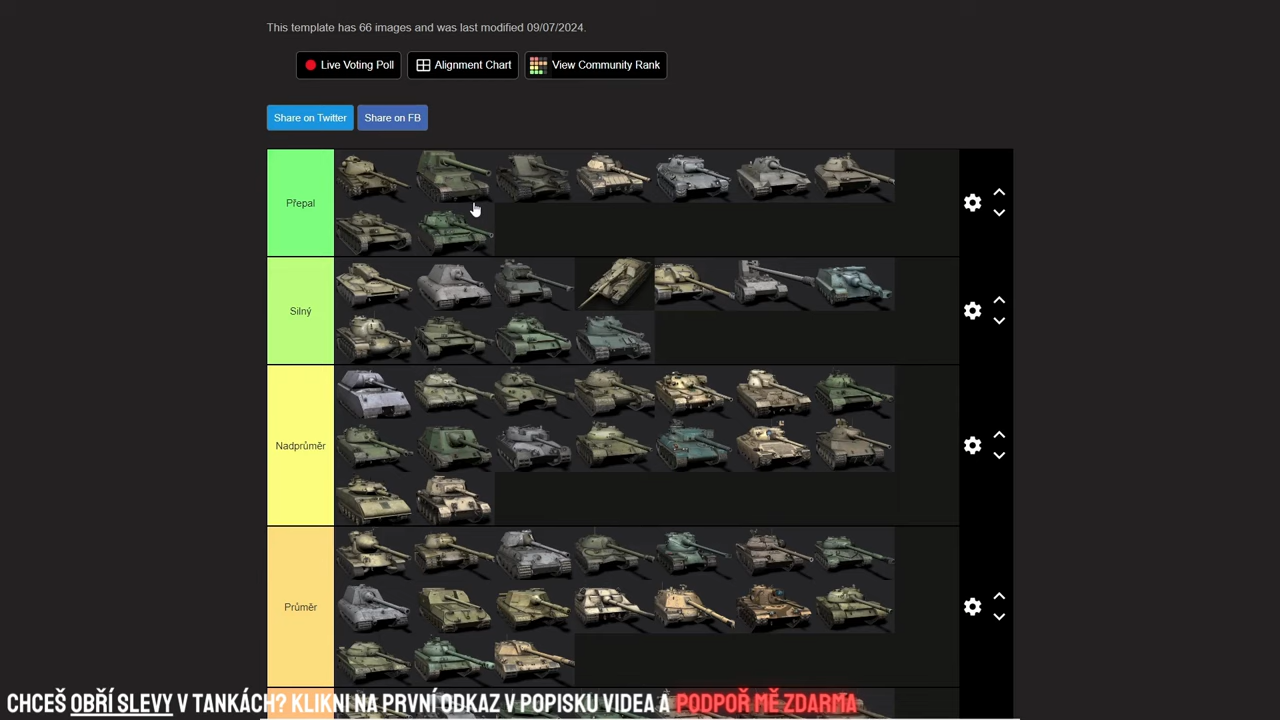 This template has 66 images and was last modified 09/07/2024.
Live Voting Poll
Alignment Chart
View Community Rank
Share on Twitter
Share on FB
Přepal
Silný
Nadprůměr
Průměr
CHCEŠ OBŘÍ SLEVY V TANKÁCH? KLIKNI NA PRVNÍ ODKAZ V POPISKU VIDEA A PODPOŘ MĚ ZDARMA